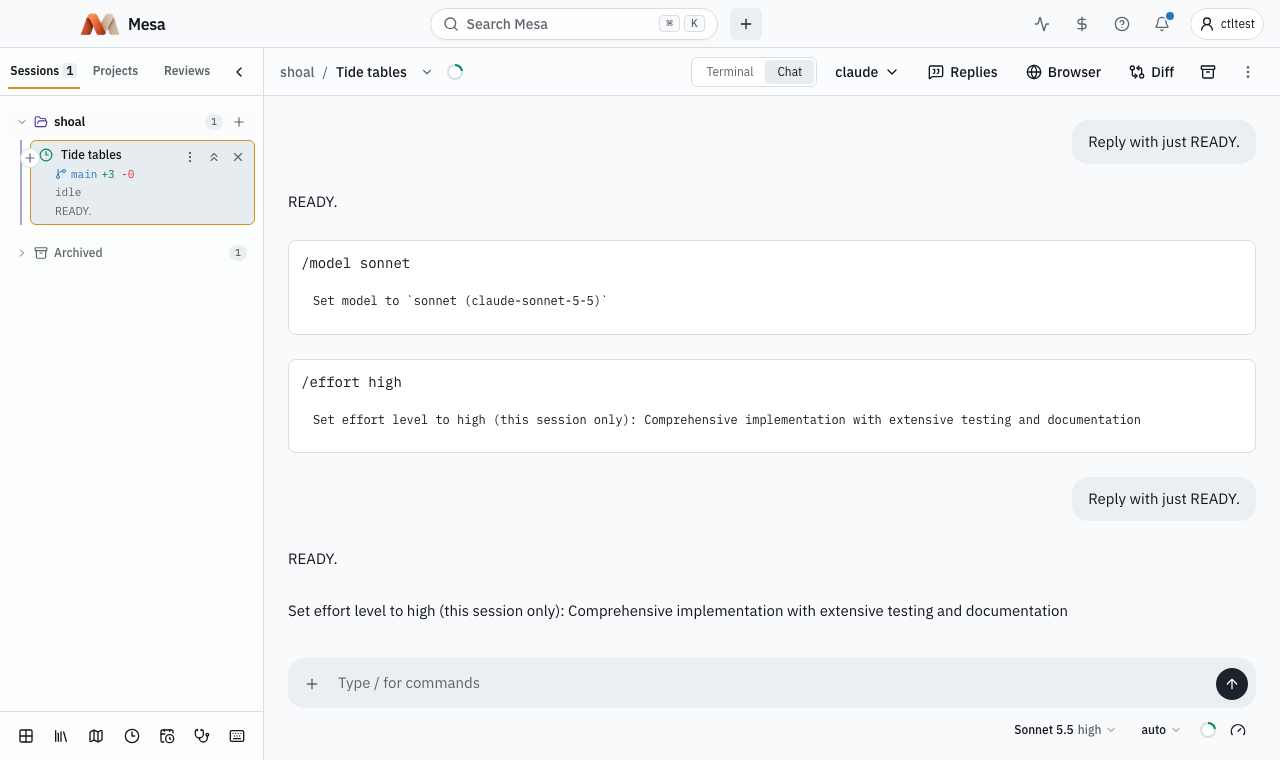 Mesa
Search Mesa
⌘ K
ctltest
Sessions 1
Projects
Reviews
shoal / Tide tables
Terminal
Chat
claude
Replies
Browser
Diff
shoal
1
Tide tables
main +3 -0
idle
READY.
Archived
1
Reply with just READY.
READY.
/model sonnet
Set model to `sonnet (claude-sonnet-5-5)`
/effort high
Set effort level to high (this session only): Comprehensive implementation with extensive testing and documentation
Reply with just READY.
READY.
Set effort level to high (this session only): Comprehensive implementation with extensive testing and documentation
Type / for commands
Sonnet 5.5 high
auto